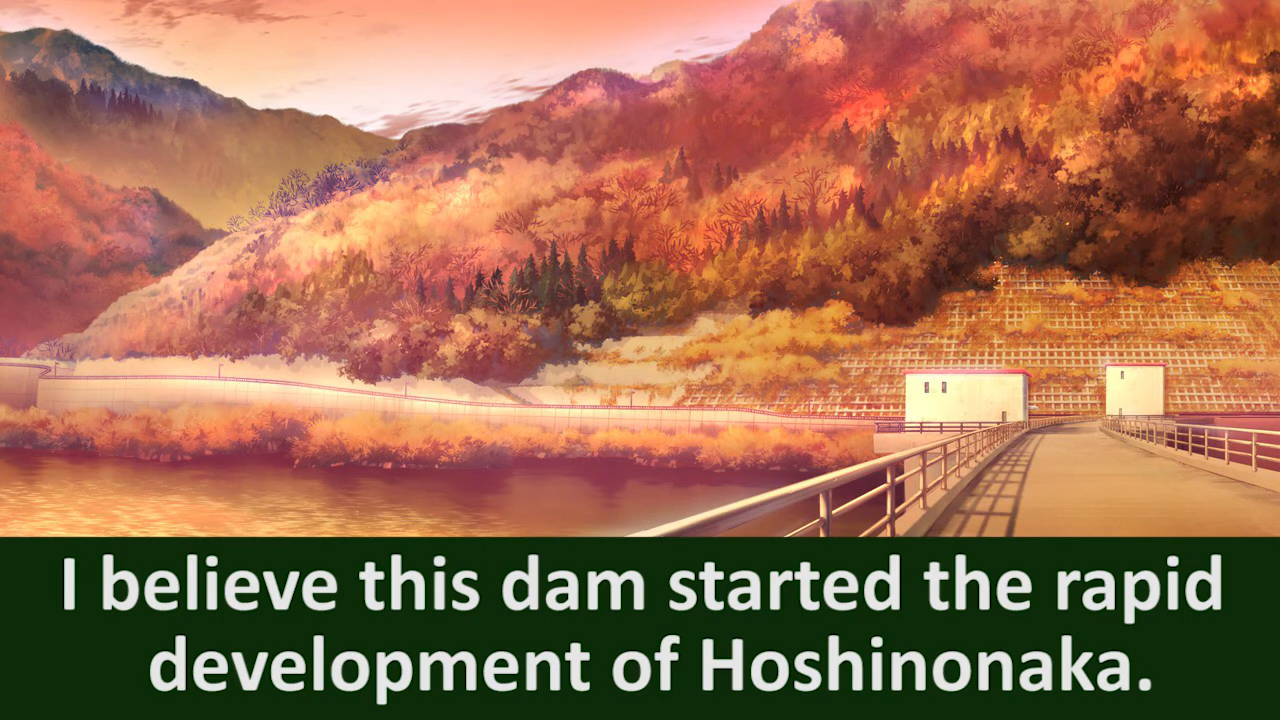 I believe this dam started the rapid
development of Hoshinonaka.